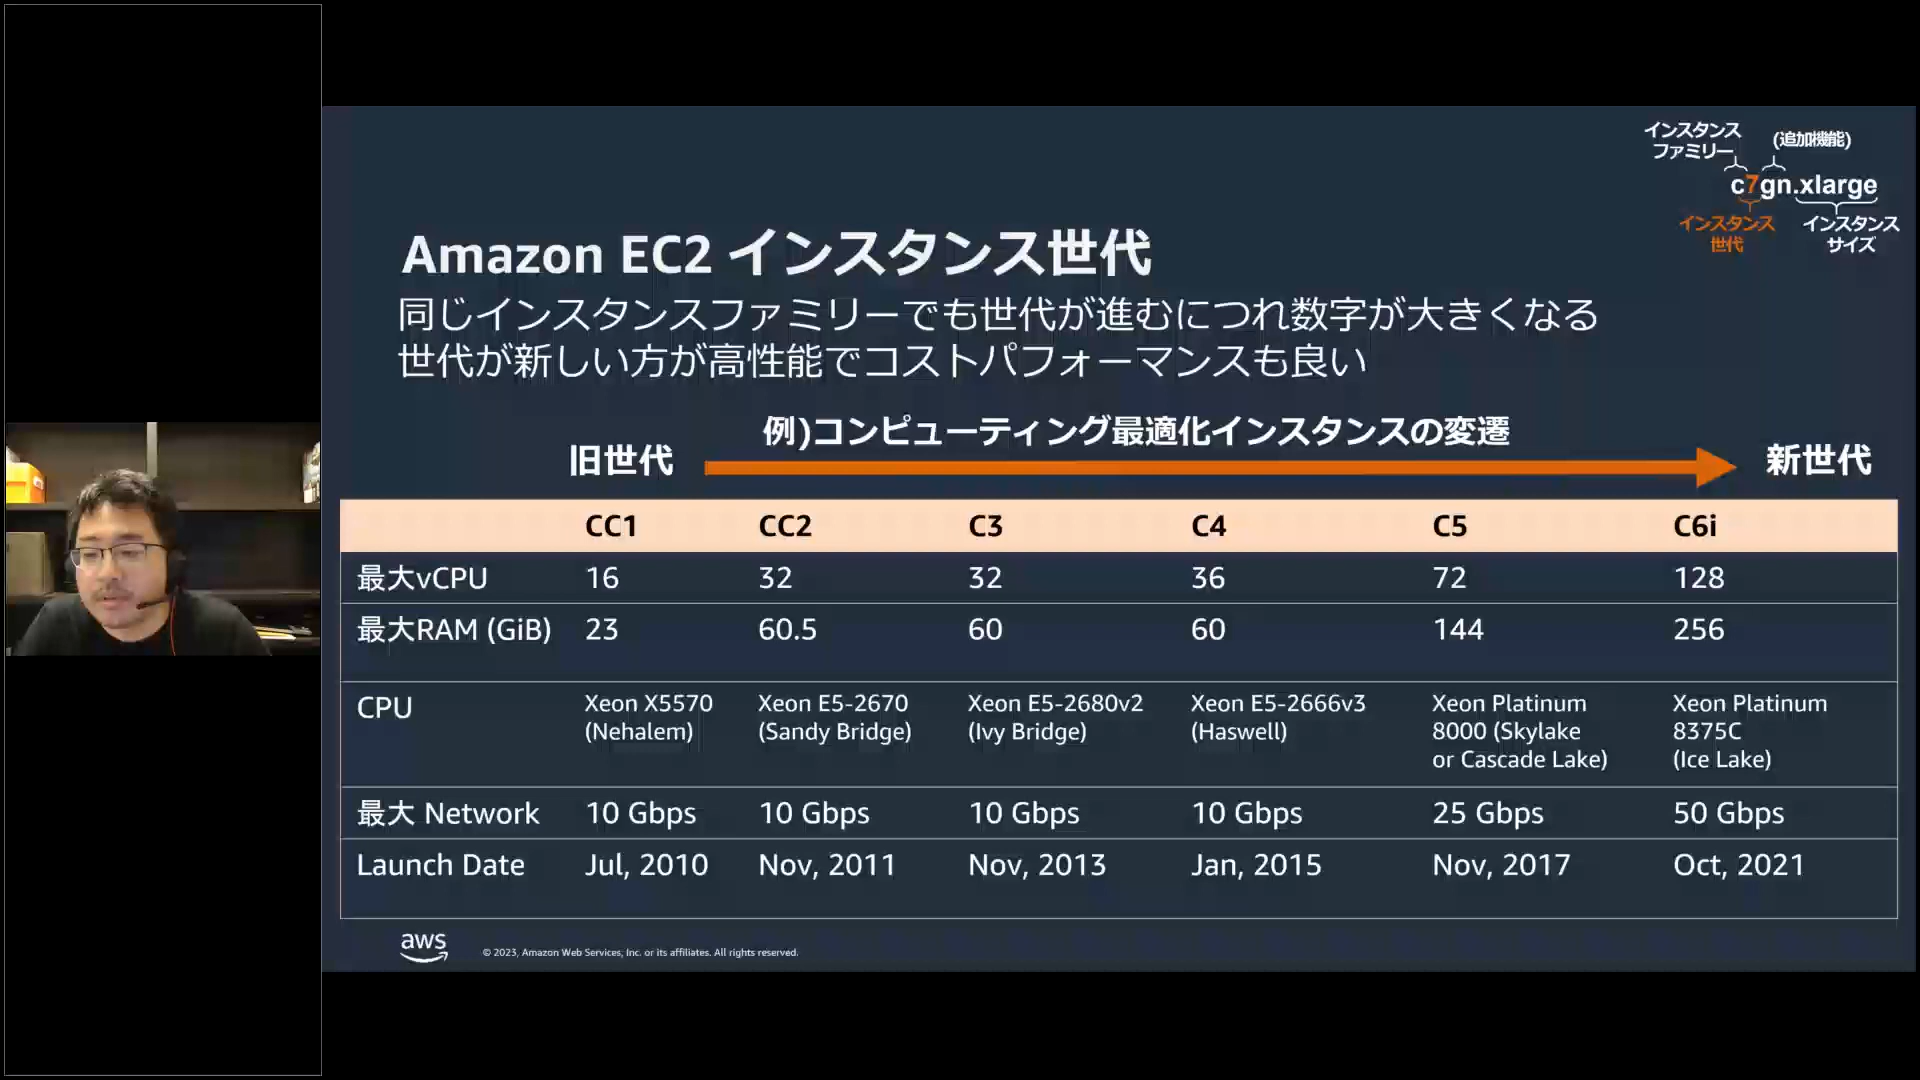 インスタンス
ファミリー
(追加機能)
c7gn.xlarge
インスタンス
世代
インスタンス
サイズ
Amazon EC2 インスタンス世代
同じインスタンスファミリーでも世代が進むにつれ数字が大きくなる
世代が新しい方が高性能でコストパフォーマンスも良い
例)コンピューティング最適化インスタンスの変遷
旧世代
新世代
CC1 CC2 C3 C4 C5 C6i
最大vCPU 16 32 32 36 72 128
最大RAM (GiB) 23 60.5 60 60 144 256
CPU
Xeon X5570
(Nehalem)
Xeon E5-2670
(Sandy Bridge)
Xeon E5-2680v2
(Ivy Bridge)
Xeon E5-2666v3
(Haswell)
Xeon Platinum
8000 (Skylake
or Cascade Lake)
Xeon Platinum
8375C
(Ice Lake)
最大 Network 10 Gbps 10 Gbps 10 Gbps 10 Gbps 25 Gbps 50 Gbps
Launch Date Jul, 2010 Nov, 2011 Nov, 2013 Jan, 2015 Nov, 2017 Oct, 2021
aws
© 2023, Amazon Web Services, Inc. or its affiliates. All rights reserved.